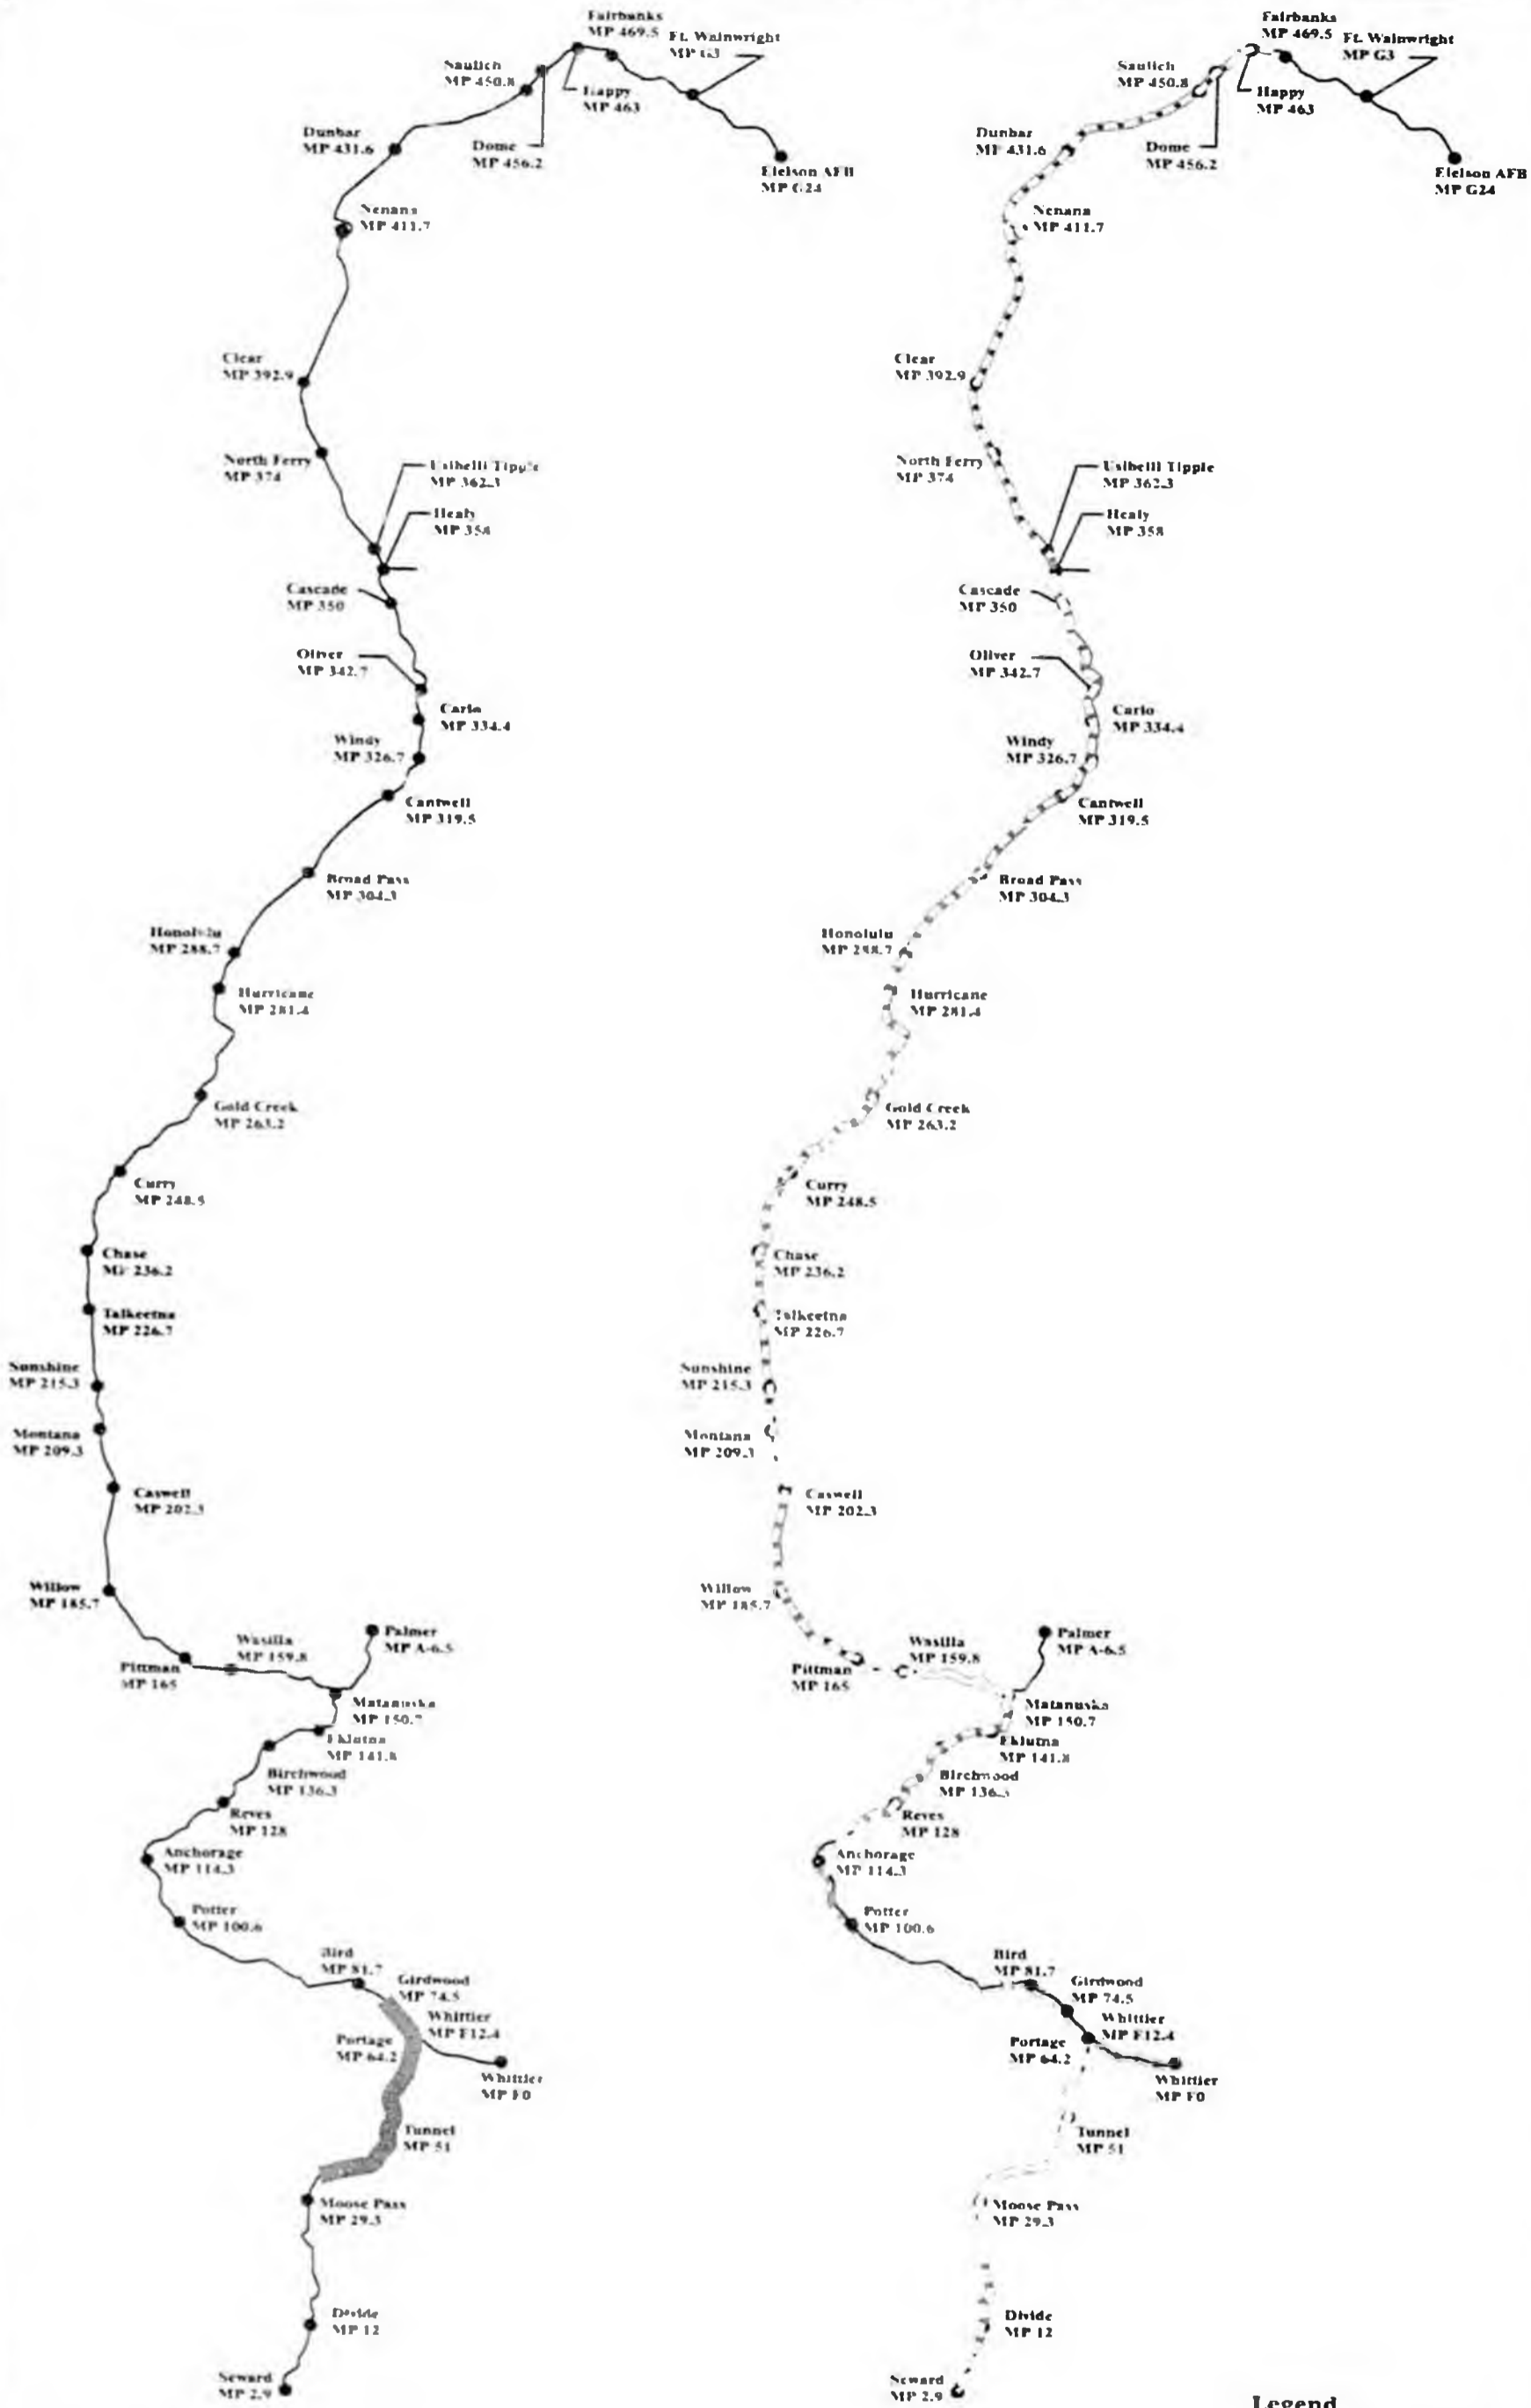 Fairbanks
MP 469.5
Ft. Wainwright
MP G3
Saulich
MP 450.8
Happy
MP 463
Dunbar
MP 431.6
Dome
MP 456.2
Eielson AFB
MP G24
Nenana
MP 411.7
Clear
MP 392.9
North Ferry
MP 374
Usibelli Tipple
MP 362.3
Healy
MP 358
Cascade
MP 350
Oliver
MP 342.7
Carlo
MP 334.4
Windy
MP 326.7
Cantwell
MP 319.5
Broad Pass
MP 304.3
Honolulu
MP 288.7
Hurricane
MP 281.4
Gold Creek
MP 263.2
Curry
MP 248.5
Chase
MP 236.2
Talkeetna
MP 226.7
Sunshine
MP 215.3
Montana
MP 209.3
Caswell
MP 202.3
Willow
MP 185.7
Palmer
MP A-6.5
Wasilla
MP 159.8
Pittman
MP 165
Matanuska
MP 150.7
Eklutna
MP 141.8
Birchwood
MP 136.3
Reves
MP 128
Anchorage
MP 114.3
Potter
MP 100.6
Bird
MP 81.7
Girdwood
MP 74.5
Whittier
MP F12.4
Portage
MP 64.2
Whittier
MP F0
Tunnel
MP 51
Moose Pass
MP 29.3
Divide
MP 12
Seward
MP 2.9
Fairbanks
MP 469.5
Ft. Wainwright
MP G3
Saulich
MP 450.8
Happy
MP 463
Dunbar
MP 431.6
Dome
MP 456.2
Eielson AFB
MP G24
Nenana
MP 411.7
Clear
MP 392.9
North Ferry
MP 374
Usibelli Tipple
MP 362.3
Healy
MP 358
Cascade
MP 350
Oliver
MP 342.7
Carlo
MP 334.4
Windy
MP 326.7
Cantwell
MP 319.5
Broad Pass
MP 304.3
Honolulu
MP 288.7
Hurricane
MP 281.4
Gold Creek
MP 263.2
Curry
MP 248.5
Chase
MP 236.2
Talkeetna
MP 226.7
Sunshine
MP 215.3
Montana
MP 209.3
Caswell
MP 202.3
Willow
MP 185.7
Palmer
MP A-6.5
Wasilla
MP 159.8
Pittman
MP 165
Matanuska
MP 150.7
Eklutna
MP 141.8
Birchwood
MP 136.3
Reves
MP 128
Anchorage
MP 114.3
Potter
MP 100.6
Bird
MP 81.7
Girdwood
MP 74.5
Whittier
MP F12.4
Portage
MP 64.2
Whittier
MP F0
Tunnel
MP 51
Moose Pass
MP 29.3
Divide
MP 12
Seward
MP 2.9
Legend